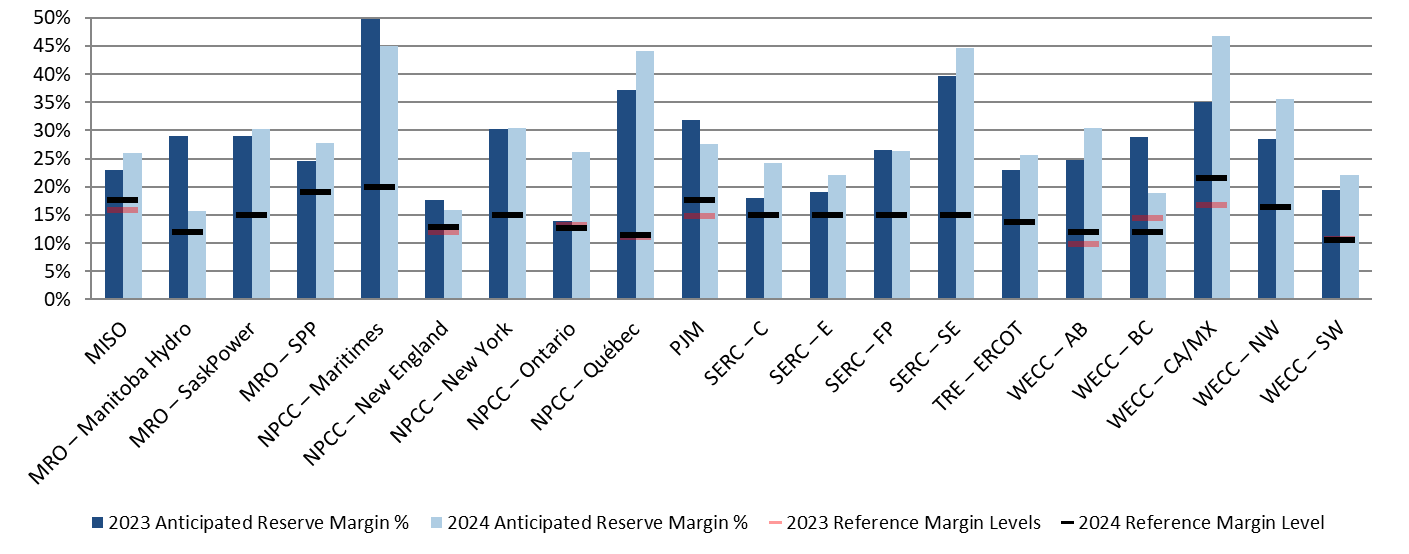 50%
45%
40%
35%
30%
25%
20%
15%
10%
5%
0%
MISO
MRO – Manitoba Hydro
MRO – SaskPower
MRO – SPP
NPCC – Maritimes
NPCC – New England
NPCC – New York
NPCC – Ontario
NPCC – Québec
PJM
SERC – C
SERC – E
SERC – FP
SERC – SE
TRE – ERCOT
WECC – AB
WECC – BC
WECC – CA/MX
WECC – NW
WECC – SW
2023 Anticipated Reserve Margin %
2024 Anticipated Reserve Margin %
2023 Reference Margin Levels
2024 Reference Margin Level